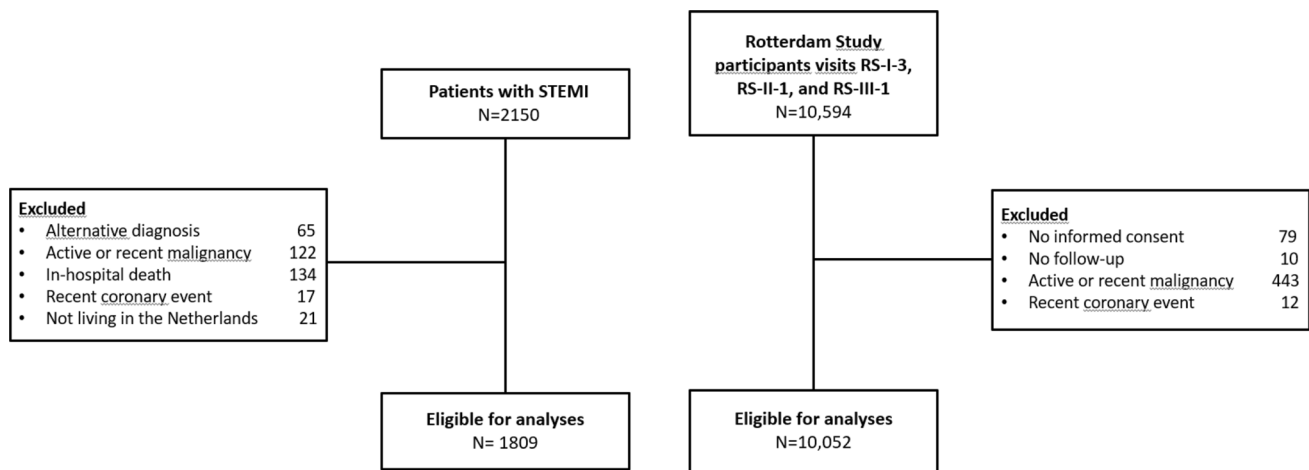 Patients with STEMI
N=2150
Excluded
• Alternative diagnosis 65
• Active or recent malignancy 122
• In-hospital death 134
• Recent coronary event 17
• Not living in the Netherlands 21
Eligible for analyses
N= 1809
Rotterdam Study
participants visits RS-I-3,
RS-II-1, and RS-III-1
N=10,594
Excluded
• No informed consent 79
• No follow-up 10
• Active or recent malignancy 443
• Recent coronary event 12
Eligible for analyses
N=10,052